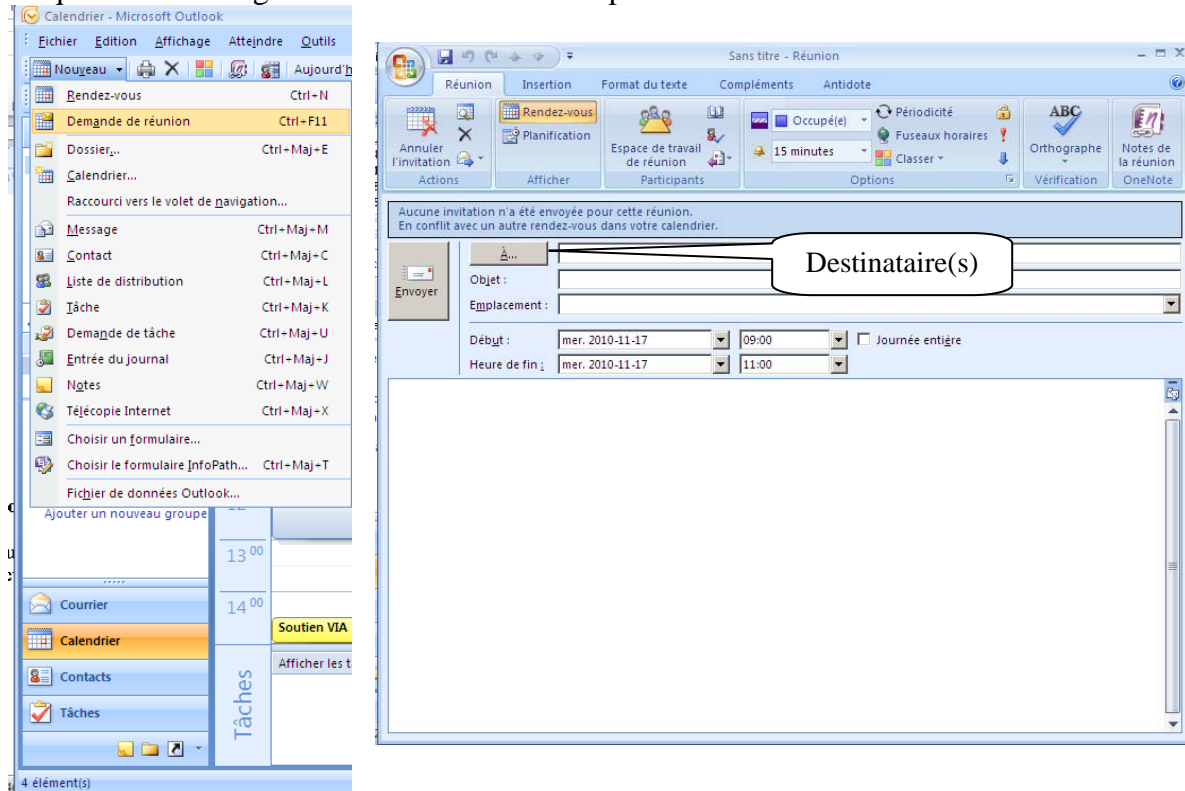 Calendrier - Microsoft Outlook
Fichier Edition Affichage Atteindre Outils
Nouveau Aujourd'h
Rendez-vous Ctrl+N
Demande de réunion Ctrl+F11
Dossier... Ctrl+Maj+E
Calendrier...
Raccourci vers le volet de navigation...
Message Ctrl+Maj+M
Contact Ctrl+Maj+C
Liste de distribution Ctrl+Maj+L
Tâche Ctrl+Maj+K
Demande de tâche Ctrl+Maj+U
Entrée du journal Ctrl+Maj+J
Notes Ctrl+Maj+W
Télécopie Internet Ctrl+Maj+X
Choisir un formulaire...
Choisir le formulaire InfoPath... Ctrl+Maj+T
Fichier de données Outlook...
Ajouter un nouveau groupe
13 00
14 00
Soutien VIA
Afficher les t
Tâches
Courrier
Calendrier
Contacts
Tâches
4 élément(s)
Sans titre - Réunion
Réunion Insertion Format du texte Compléments Antidote
Annuler l'invitation
Actions
Rendez-vous
Planification
Afficher
Espace de travail de réunion
Participants
Occupé(e)
15 minutes
Périodicité
Fuseaux horaires
Classer
Options
ABC
Orthographe
Vérification
Notes de la réunion
OneNote
Aucune invitation n'a été envoyée pour cette réunion.
En conflit avec un autre rendez-vous dans votre calendrier.
Envoyer
À...
Destinataire(s)
Objet :
Emplacement :
Début : mer. 2010-11-17 09:00 Journée entière
Heure de fin : mer. 2010-11-17 11:00